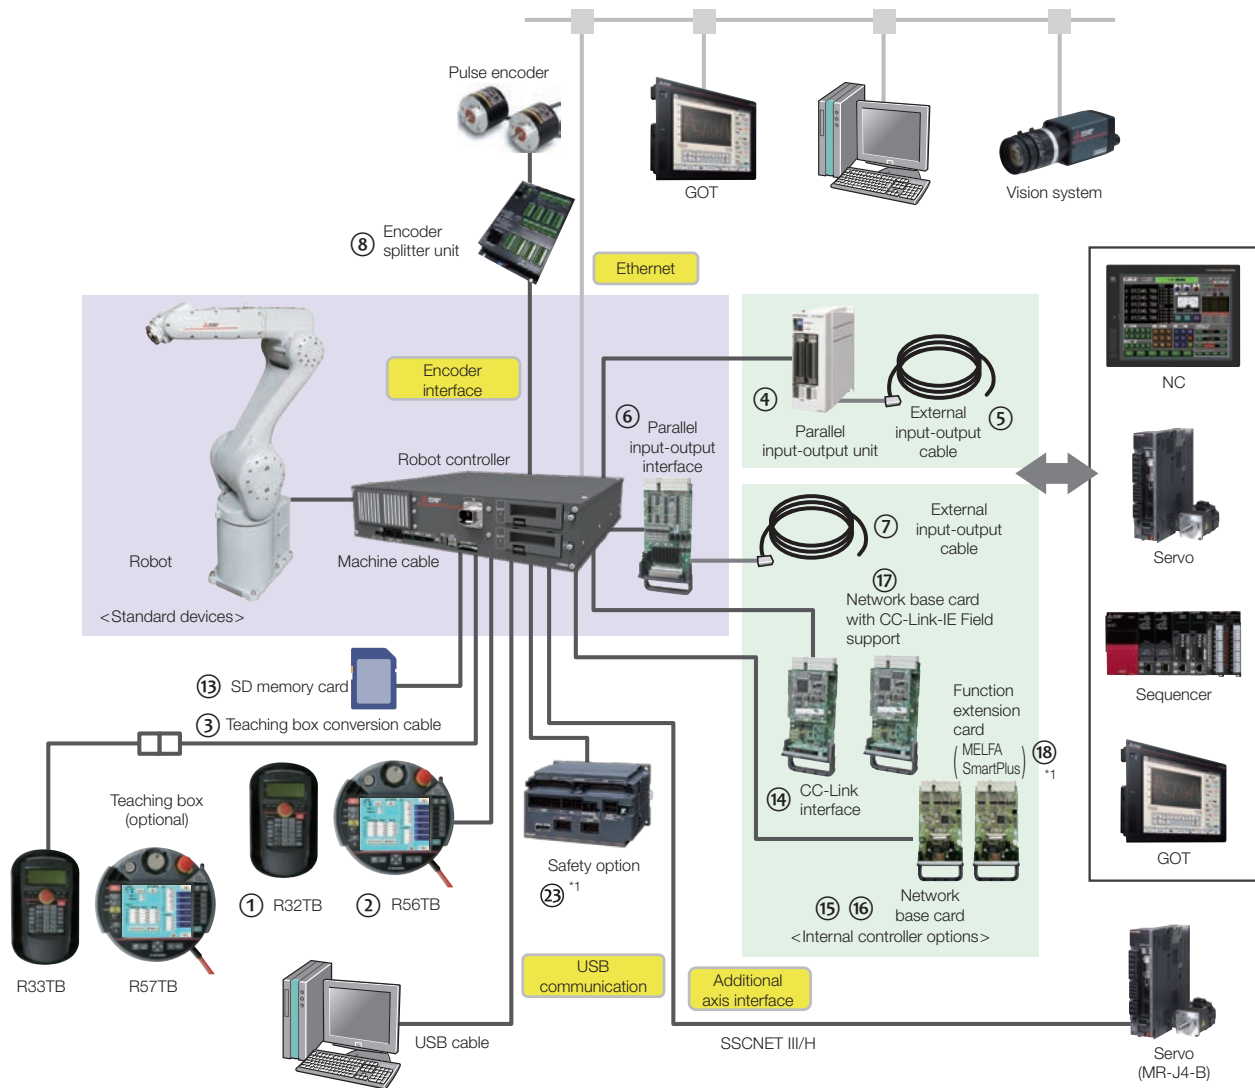 Pulse encoder
GOT
Vision system
⑧ Encoder
splitter unit
Ethernet
Encoder
interface
NC
④
Parallel
input-output unit
External
input-output
cable
⑤
⑥ Parallel
input-output
interface
Robot controller
Robot
Machine cable
<Standard devices>
⑦ External
input-output
cable
Servo
⑰
Network base card
with CC-Link-IE Field
support
⑬ SD memory card
③ Teaching box conversion cable
Sequencer
Function
extension
card
(MELFA
SmartPlus)
⑱
*1
⑭ CC-Link
interface
Teaching box
(optional)
GOT
Safety option
㉓ *1
① R32TB
② R56TB
Network
base card
⑮ ⑯
<Internal controller options>
R33TB
R57TB
USB
communication
Additional
axis interface
USB cable
SSCNET III/H
Servo
(MR-J4-B)